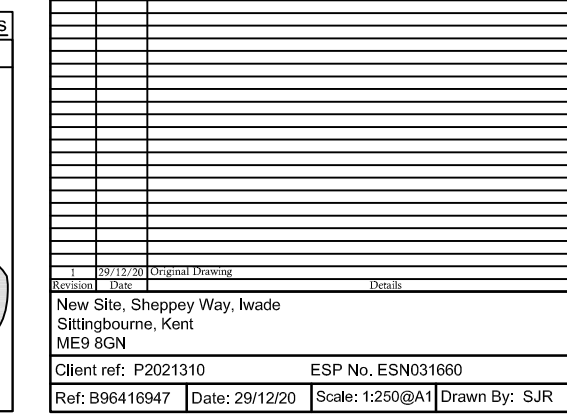 s
1 29/12/20 Original Drawing
Revision Date Details
New Site, Sheppey Way, Iwade
Sittingbourne, Kent
ME9 8GN
Client ref: P2021310 ESP No. ESN031660
Ref: B96416947 Date: 29/12/20 Scale: 1:250@A1 Drawn By: SJR